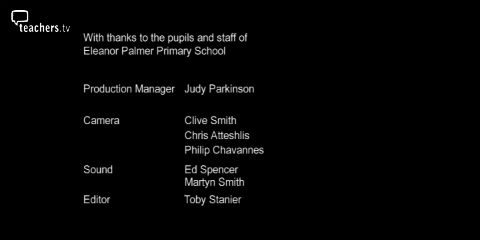 teachers.tv
With thanks to the pupils and staff of
Eleanor Palmer Primary School
Production Manager Judy Parkinson
Camera Clive Smith
Chris Atteshlis
Philip Chavannes
Sound Ed Spencer
Martyn Smith
Editor Toby Stanier